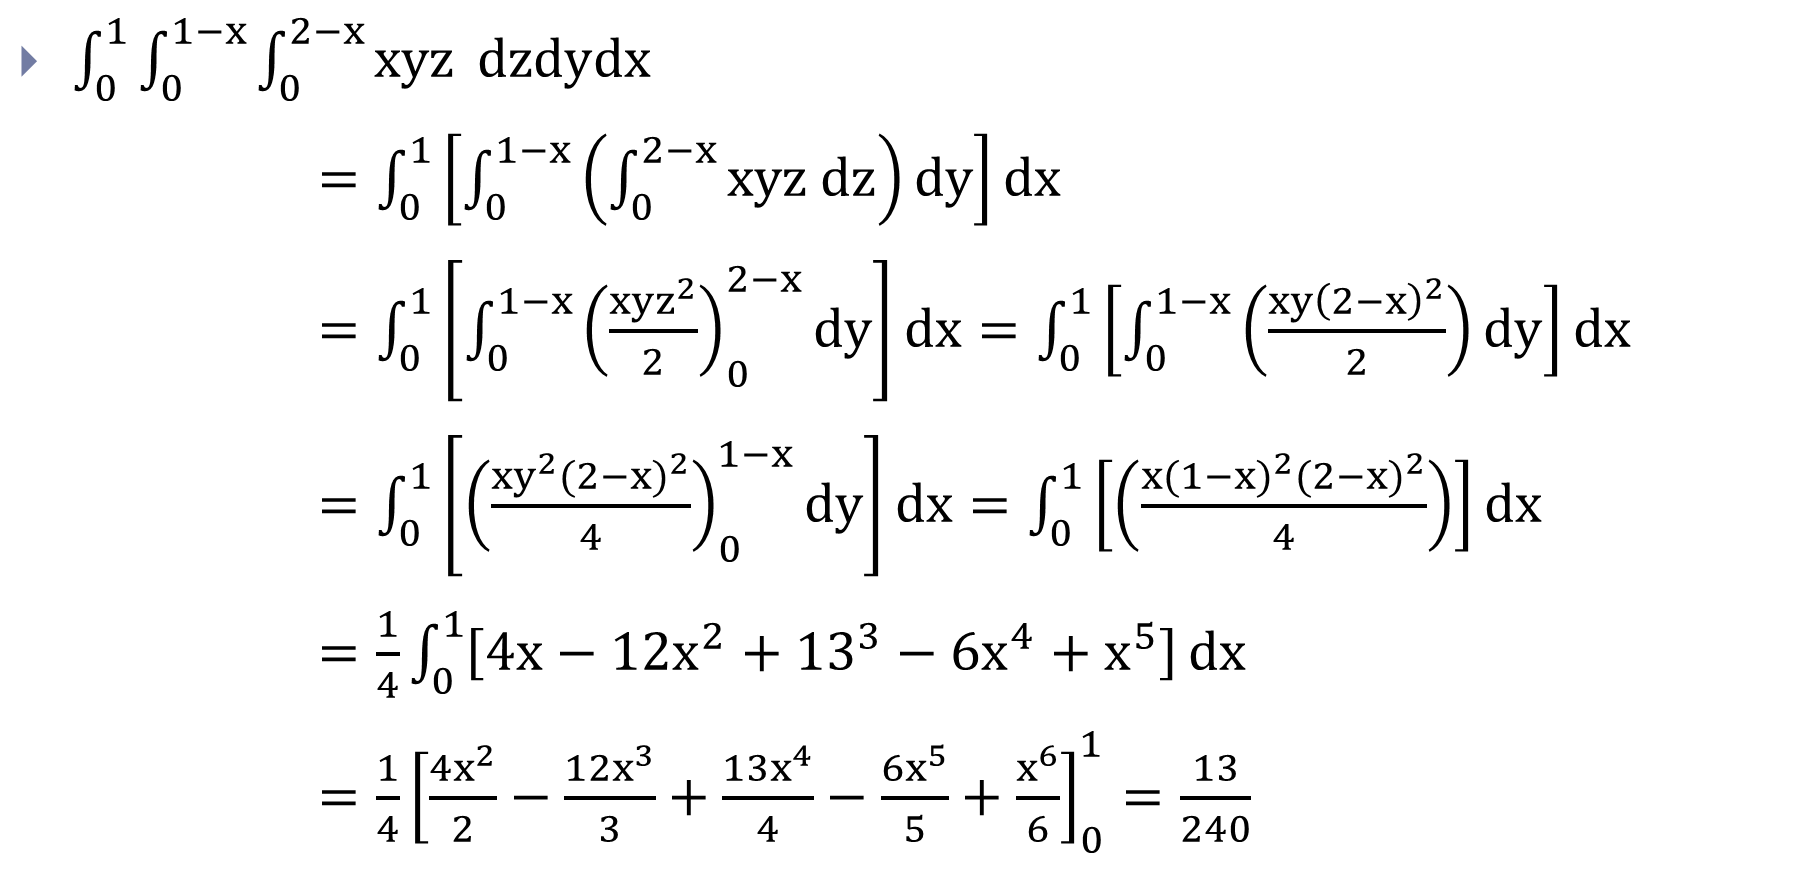 ∫₀¹ ∫₀^(1−x) ∫₀^(2−x) xyz dzdydx
= ∫₀¹ [∫₀^(1−x) (∫₀^(2−x) xyz dz) dy] dx
= ∫₀¹ [∫₀^(1−x) (xyz²/2)₀^(2−x) dy] dx = ∫₀¹ [∫₀^(1−x) (xy(2−x)²/2) dy] dx
= ∫₀¹ [(xy²(2−x)²/4)₀^(1−x) dy] dx = ∫₀¹ [(x(1−x)²(2−x)²/4)] dx
= 1/4 ∫₀¹ [4x − 12x² + 13³ − 6x⁴ + x⁵] dx
= 1/4 [4x²/2 − 12x³/3 + 13x⁴/4 − 6x⁵/5 + x⁶/6]₀¹ = 13/240